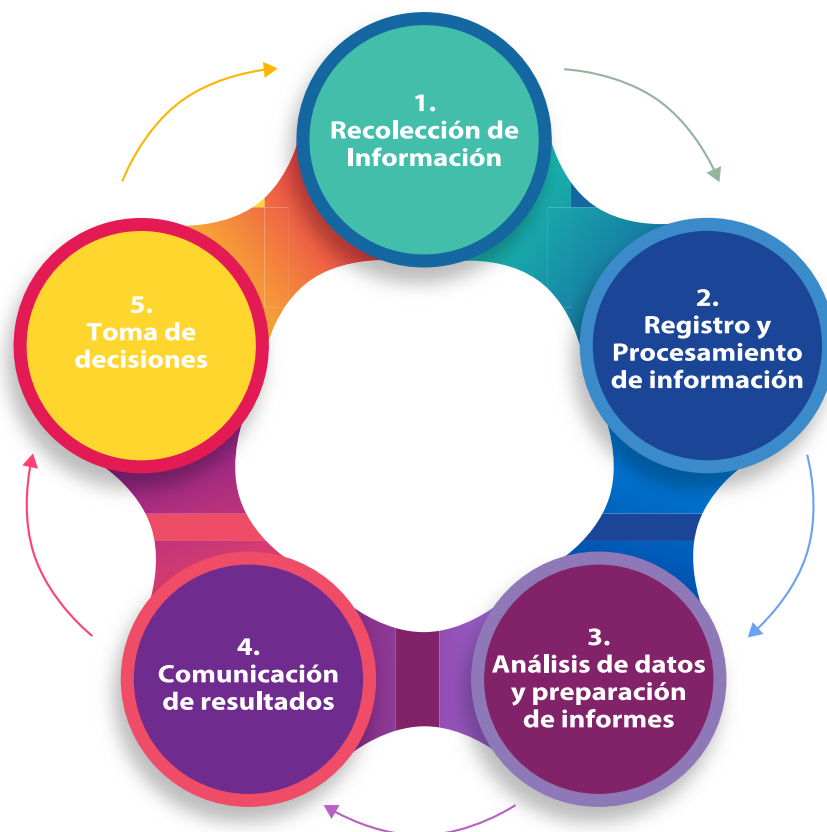 1.
Recolección de
Información
2.
Registro y
Procesamiento
de información
3.
Análisis de datos
y preparación
de informes
4.
Comunicación
de resultados
5.
Toma de
decisiones